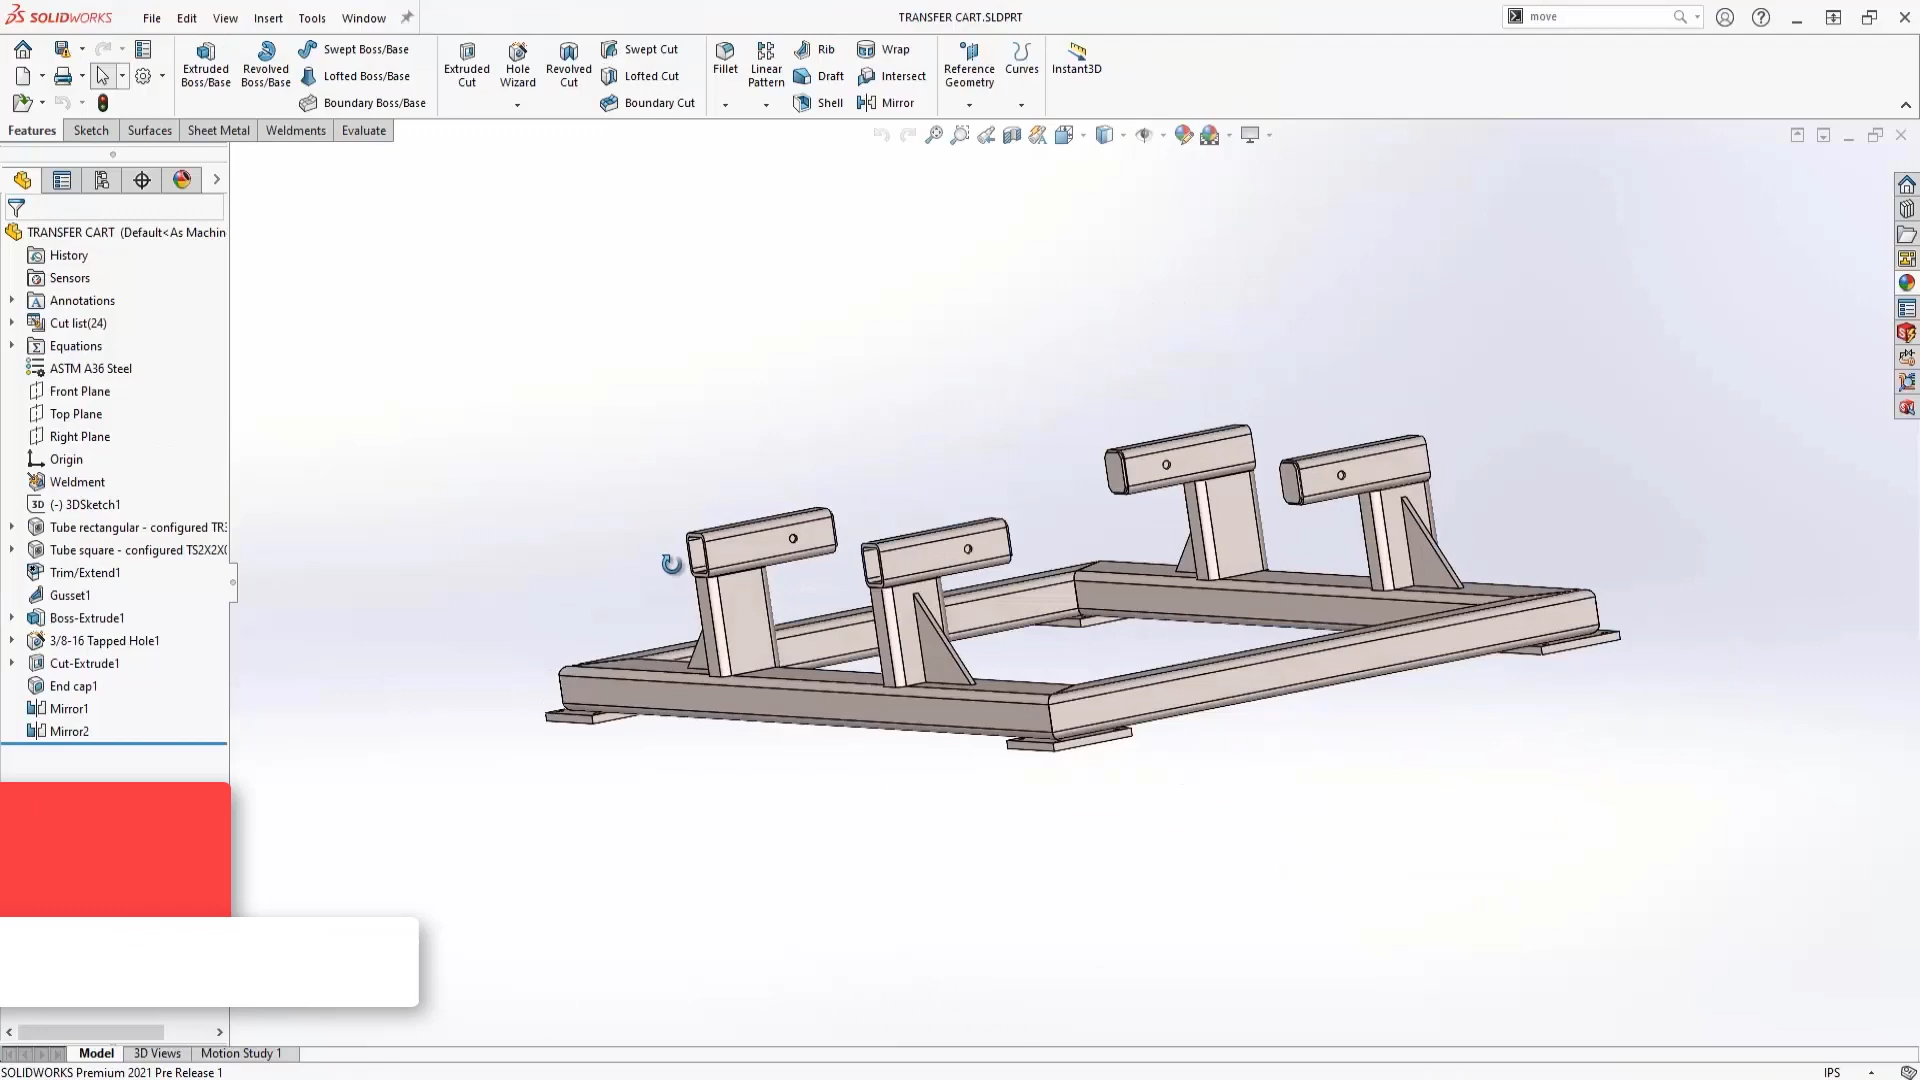 SOLIDWORKS File Edit View Insert Tools Window TRANSFER CART.SLDPRT move
Extruded Boss/Base
Revolved Boss/Base
Swept Boss/Base
Lofted Boss/Base
Boundary Boss/Base
Extruded Cut
Hole Wizard
Revolved Cut
Swept Cut
Lofted Cut
Boundary Cut
Fillet
Linear Pattern
Rib
Draft
Shell
Wrap
Intersect
Mirror
Reference Geometry
Curves
Instant3D
Features Sketch Surfaces Sheet Metal Weldments Evaluate
TRANSFER CART (Default<As Machin
History
Sensors
Annotations
Cut list(24)
Equations
ASTM A36 Steel
Front Plane
Top Plane
Right Plane
Origin
Weldment
3D (-) 3DSketch1
Tube rectangular - configured TR3
Tube square - configured TS2X2X(
Trim/Extend1
Gusset1
Boss-Extrude1
3/8-16 Tapped Hole1
Cut-Extrude1
End cap1
Mirror1
Mirror2
Model 3D Views Motion Study 1
SOLIDWORKS Premium 2021 Pre Release 1 IPS